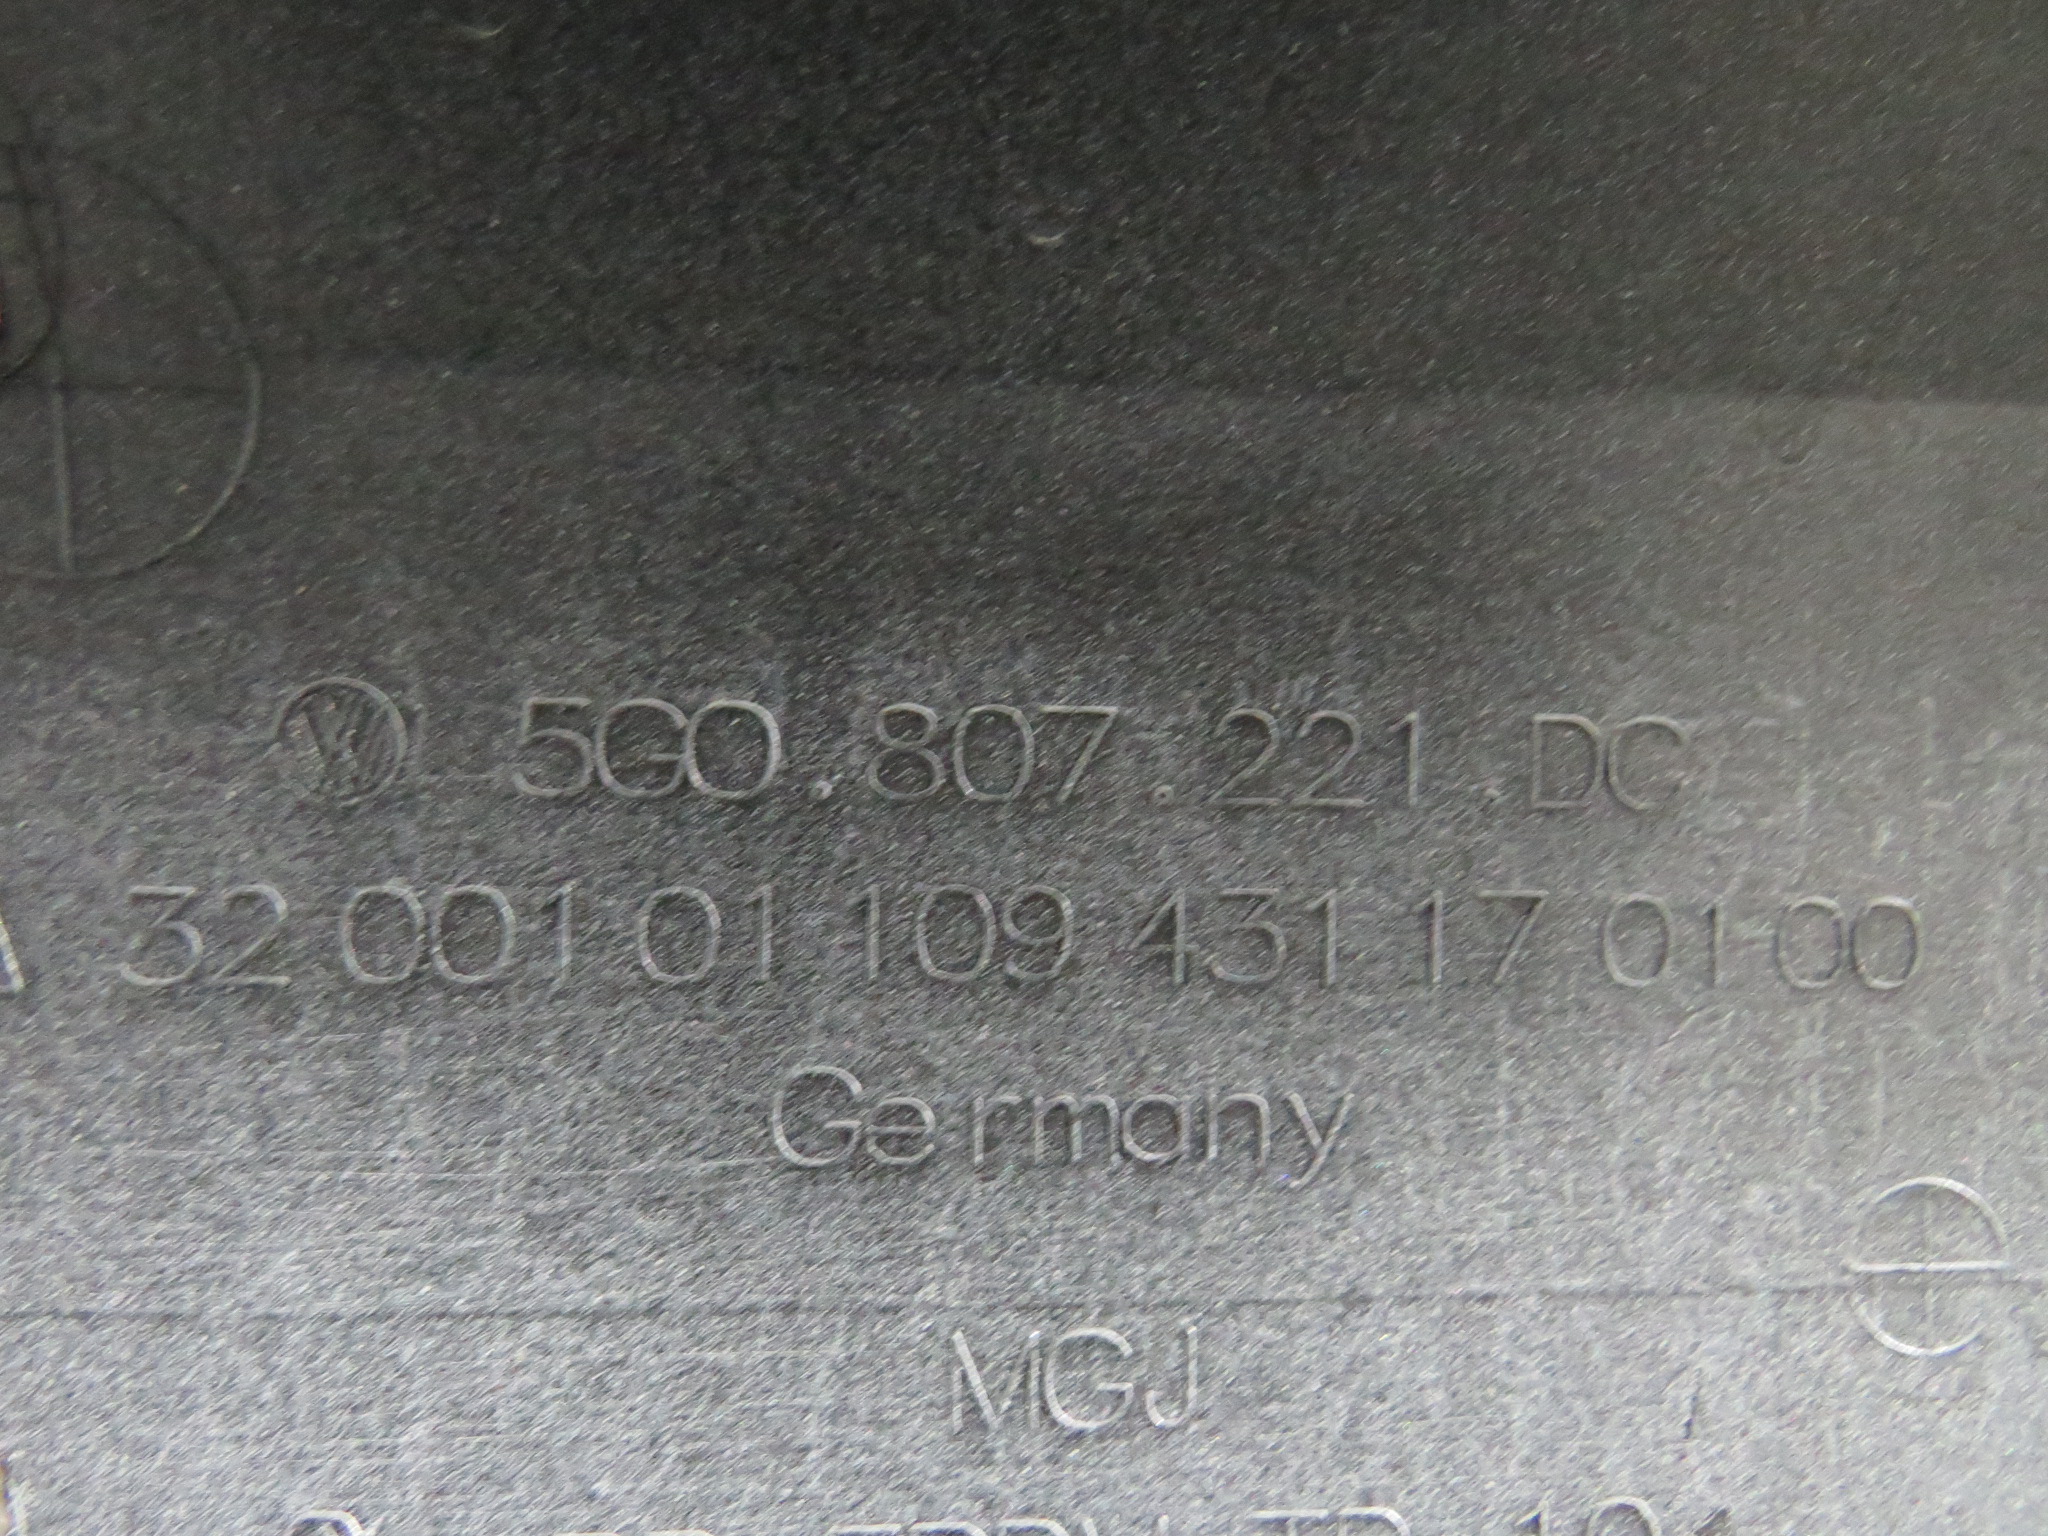 5G0.807.221.DC
32 001 01 109 431 17 01-00
Germany
MGJ